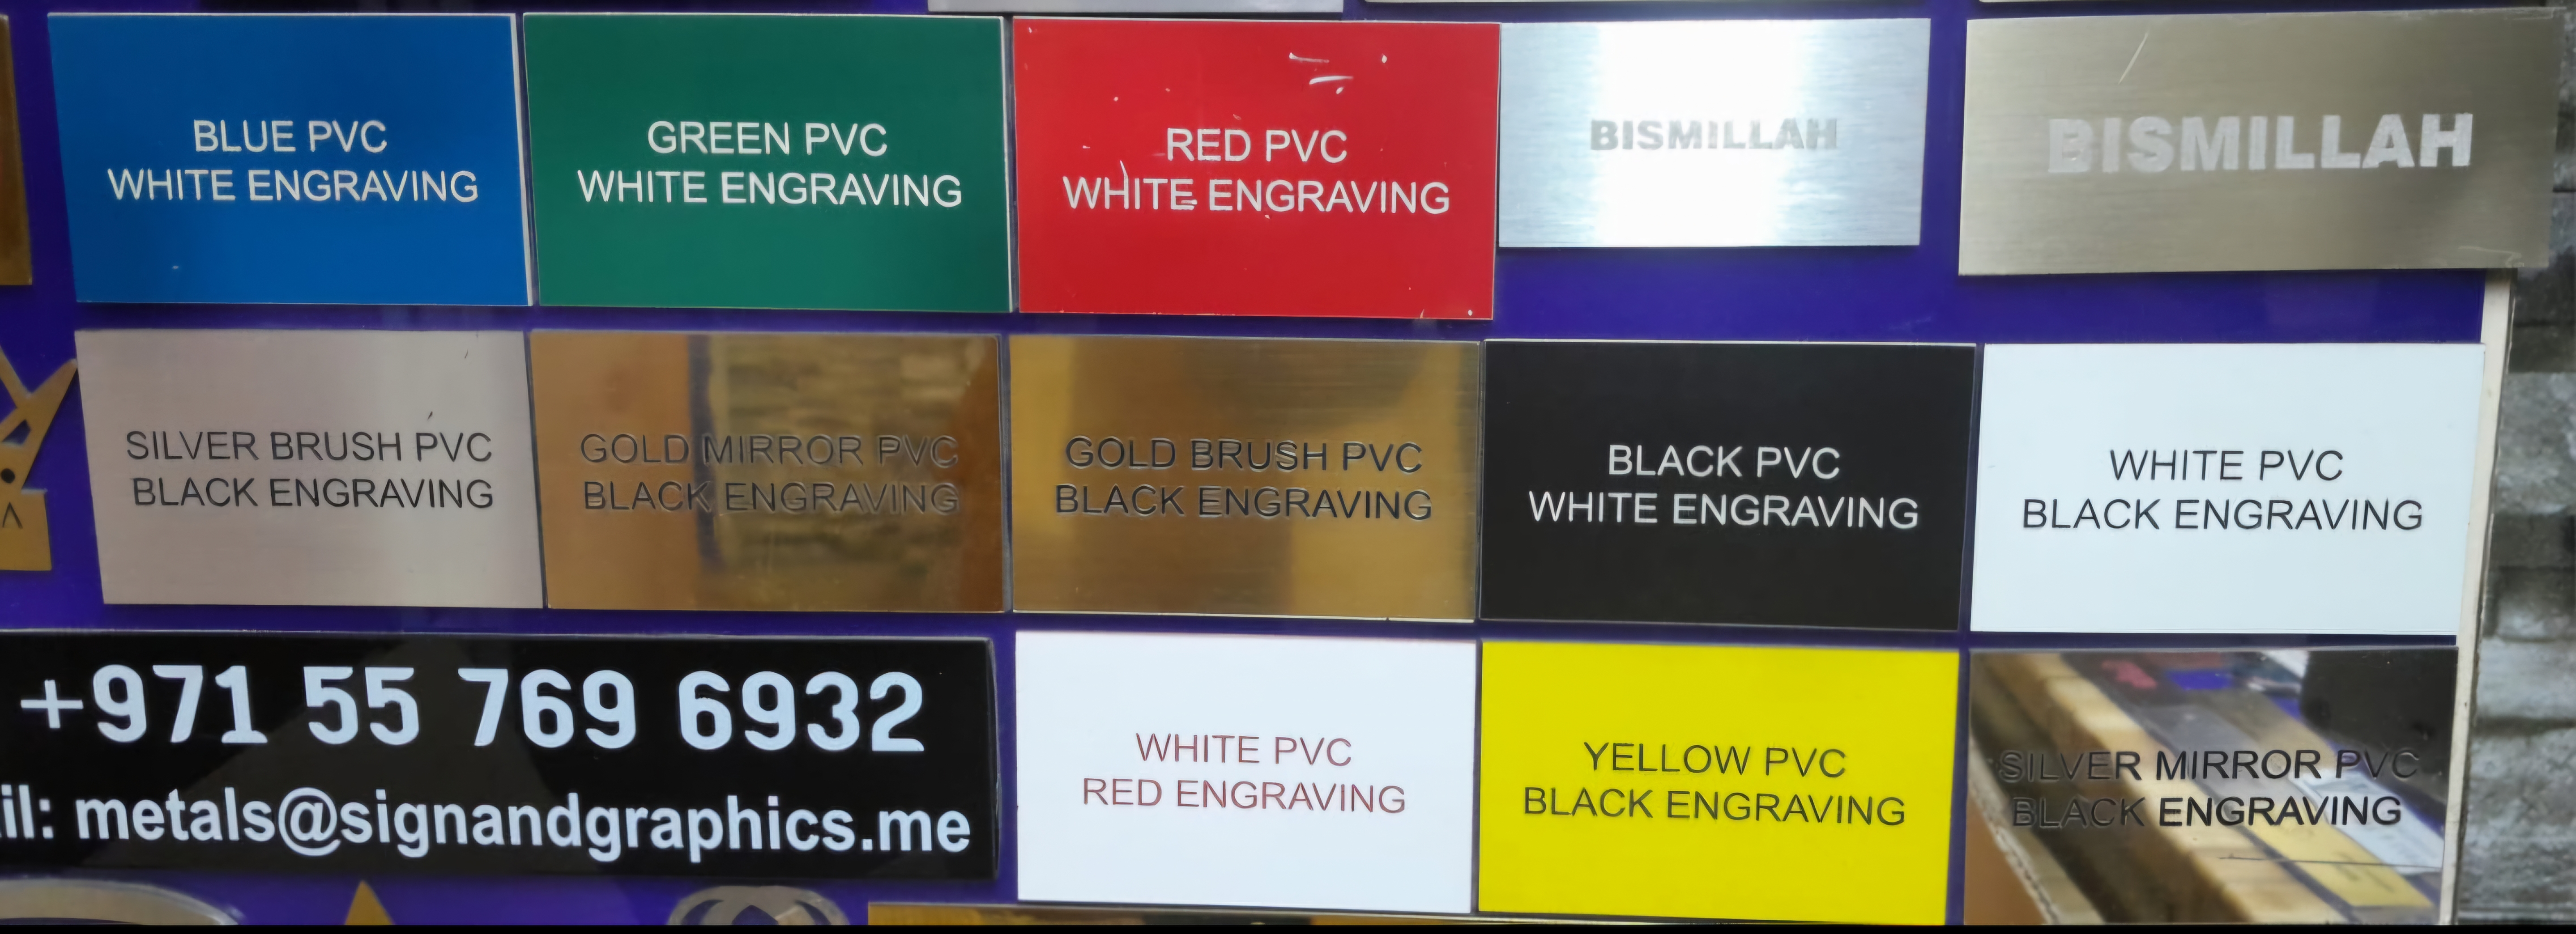 BLUE PVC
WHITE ENGRAVING
GREEN PVC
WHITE ENGRAVING
RED PVC
WHITE ENGRAVING
BISMILLAH
BISMILLAH
SILVER BRUSH PVC
BLACK ENGRAVING
GOLD MIRROR PVC
BLACK ENGRAVING
GOLD BRUSH PVC
BLACK ENGRAVING
BLACK PVC
WHITE ENGRAVING
WHITE PVC
BLACK ENGRAVING
+971 55 769 6932
il: metals@signandgraphics.me
WHITE PVC
RED ENGRAVING
YELLOW PVC
BLACK ENGRAVING
SILVER MIRROR PVC
BLACK ENGRAVING